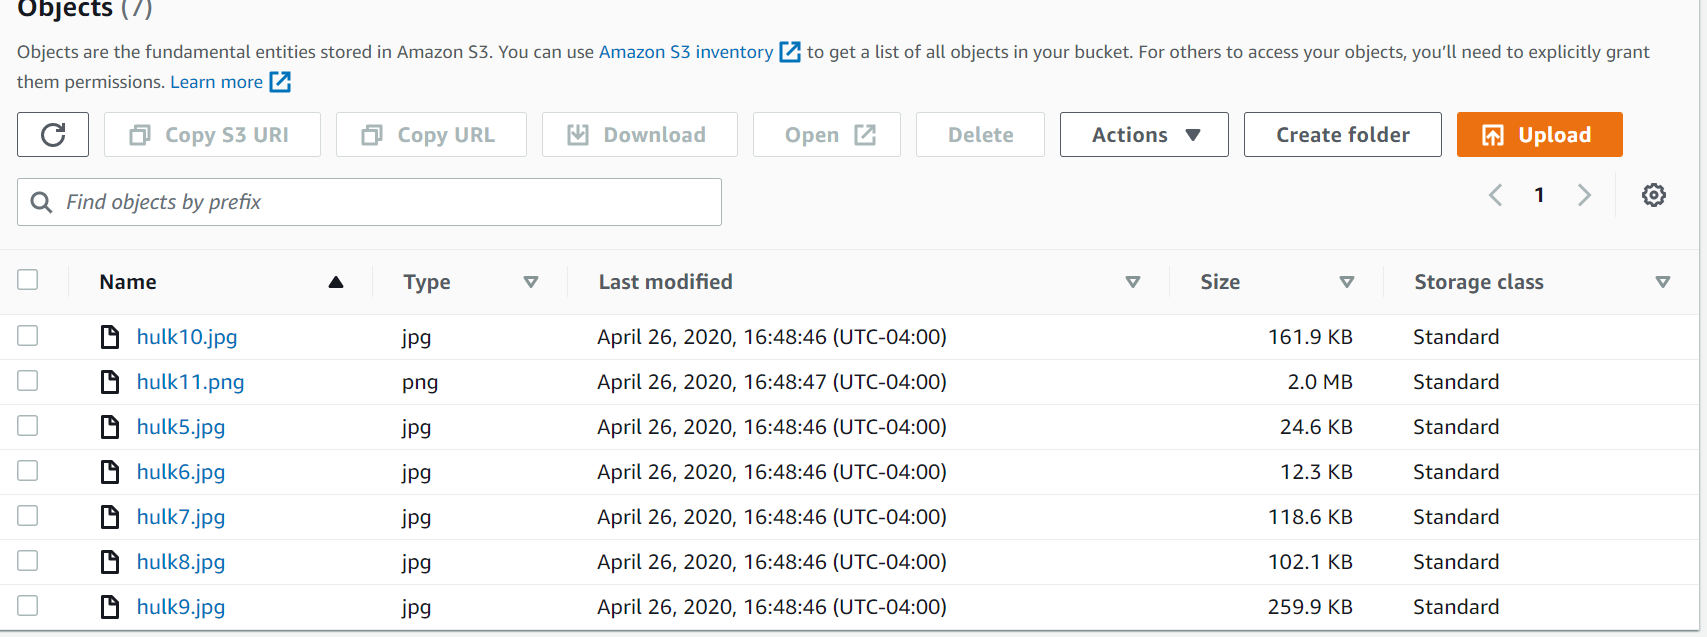 Objects (7)
Objects are the fundamental entities stored in Amazon S3. You can use Amazon S3 inventory to get a list of all objects in your bucket. For others to access your objects, you’ll need to explicitly grant
them permissions. Learn more
Copy S3 URI Copy URL Download Open Delete Actions Create folder Upload
Find objects by prefix 1
Name Type Last modified Size Storage class
hulk10.jpg jpg April 26, 2020, 16:48:46 (UTC-04:00) 161.9 KB Standard
hulk11.png png April 26, 2020, 16:48:47 (UTC-04:00) 2.0 MB Standard
hulk5.jpg jpg April 26, 2020, 16:48:46 (UTC-04:00) 24.6 KB Standard
hulk6.jpg jpg April 26, 2020, 16:48:46 (UTC-04:00) 12.3 KB Standard
hulk7.jpg jpg April 26, 2020, 16:48:46 (UTC-04:00) 118.6 KB Standard
hulk8.jpg jpg April 26, 2020, 16:48:46 (UTC-04:00) 102.1 KB Standard
hulk9.jpg jpg April 26, 2020, 16:48:46 (UTC-04:00) 259.9 KB Standard